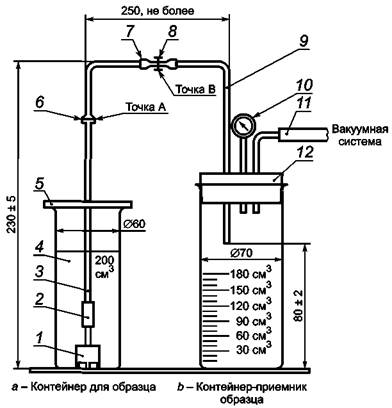 250, не более
7
8
9
Точка В
10
11
6
Точка А
Вакуумная
система
12
5
230 ± 5
Ø60
4
200
см³
Ø70
3
180 см³
150 см³
2
120 см³
90 см³
80 ± 2
1
60 см³
30 см³
a – Контейнер для образца
b – Контейнер-приемник
образца